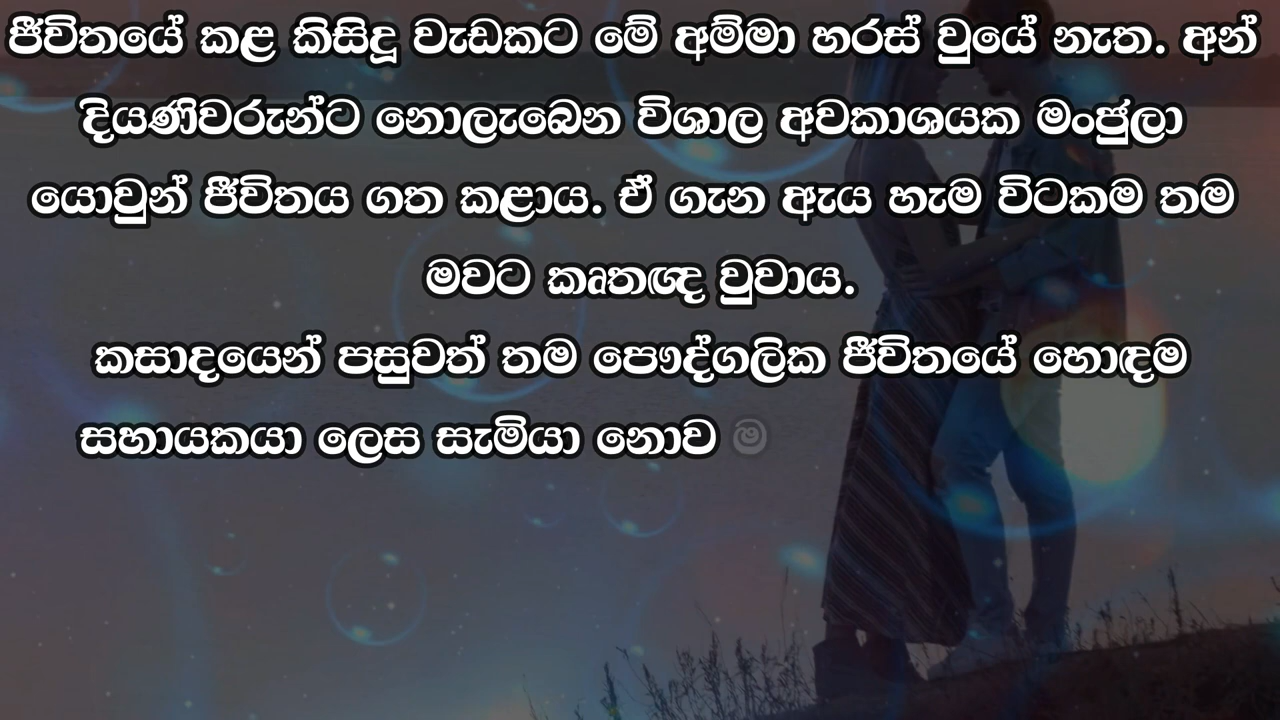 ජීවිතයේ කළ කිසිදූ වැඩකට මේ අම්මා හරස් වුයේ නැත. අන්
දියණිවරුන්ට නොලැබෙන විශාල අවකාශයක මංජුලා
යොවුන් ජීවිතය ගත කළාය. ඒ ගැන ඇය හැම විටකම තම
මවට කෘතඥ වුවාය.
කසාදයෙන් පසුවත් තම පෞද්ගලික ජීවිතයේ හොඳම
සහායකයා ලෙස සැමියා නොව ම